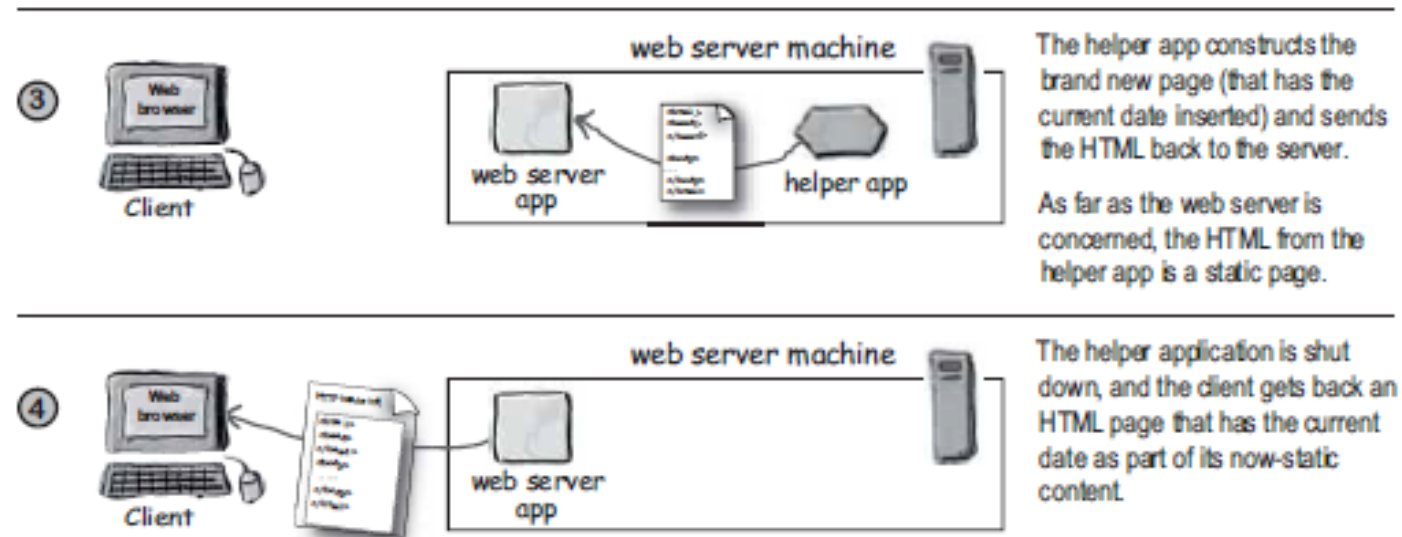 web server machine
3
Web
browser
Client
web server
app
helper app
The helper app constructs the
brand new page (that has the
current date inserted) and sends
the HTML back to the server.
As far as the web server is
concerned, the HTML from the
helper app is a static page.
web server machine
4
Web
browser
Client
web server
app
The helper application is shut
down, and the client gets back an
HTML page that has the current
date as part of its now-static
content.